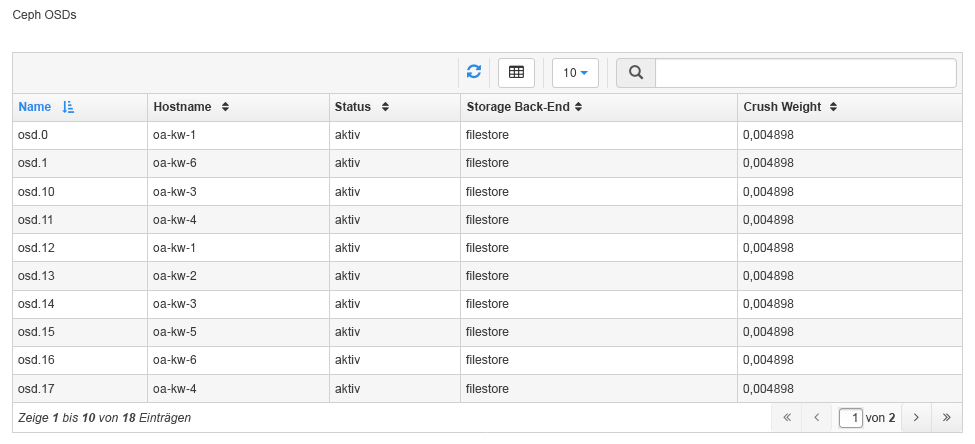 Ceph OSDs
10
Name Hostname Status Storage Back-End Crush Weight
osd.0 oa-kw-1 aktiv filestore 0,004898
osd.1 oa-kw-6 aktiv filestore 0,004898
osd.10 oa-kw-3 aktiv filestore 0,004898
osd.11 oa-kw-4 aktiv filestore 0,004898
osd.12 oa-kw-1 aktiv filestore 0,004898
osd.13 oa-kw-2 aktiv filestore 0,004898
osd.14 oa-kw-3 aktiv filestore 0,004898
osd.15 oa-kw-5 aktiv filestore 0,004898
osd.16 oa-kw-6 aktiv filestore 0,004898
osd.17 oa-kw-4 aktiv filestore 0,004898
Zeige 1 bis 10 von 18 Einträgen « ‹ 1 von 2 › »